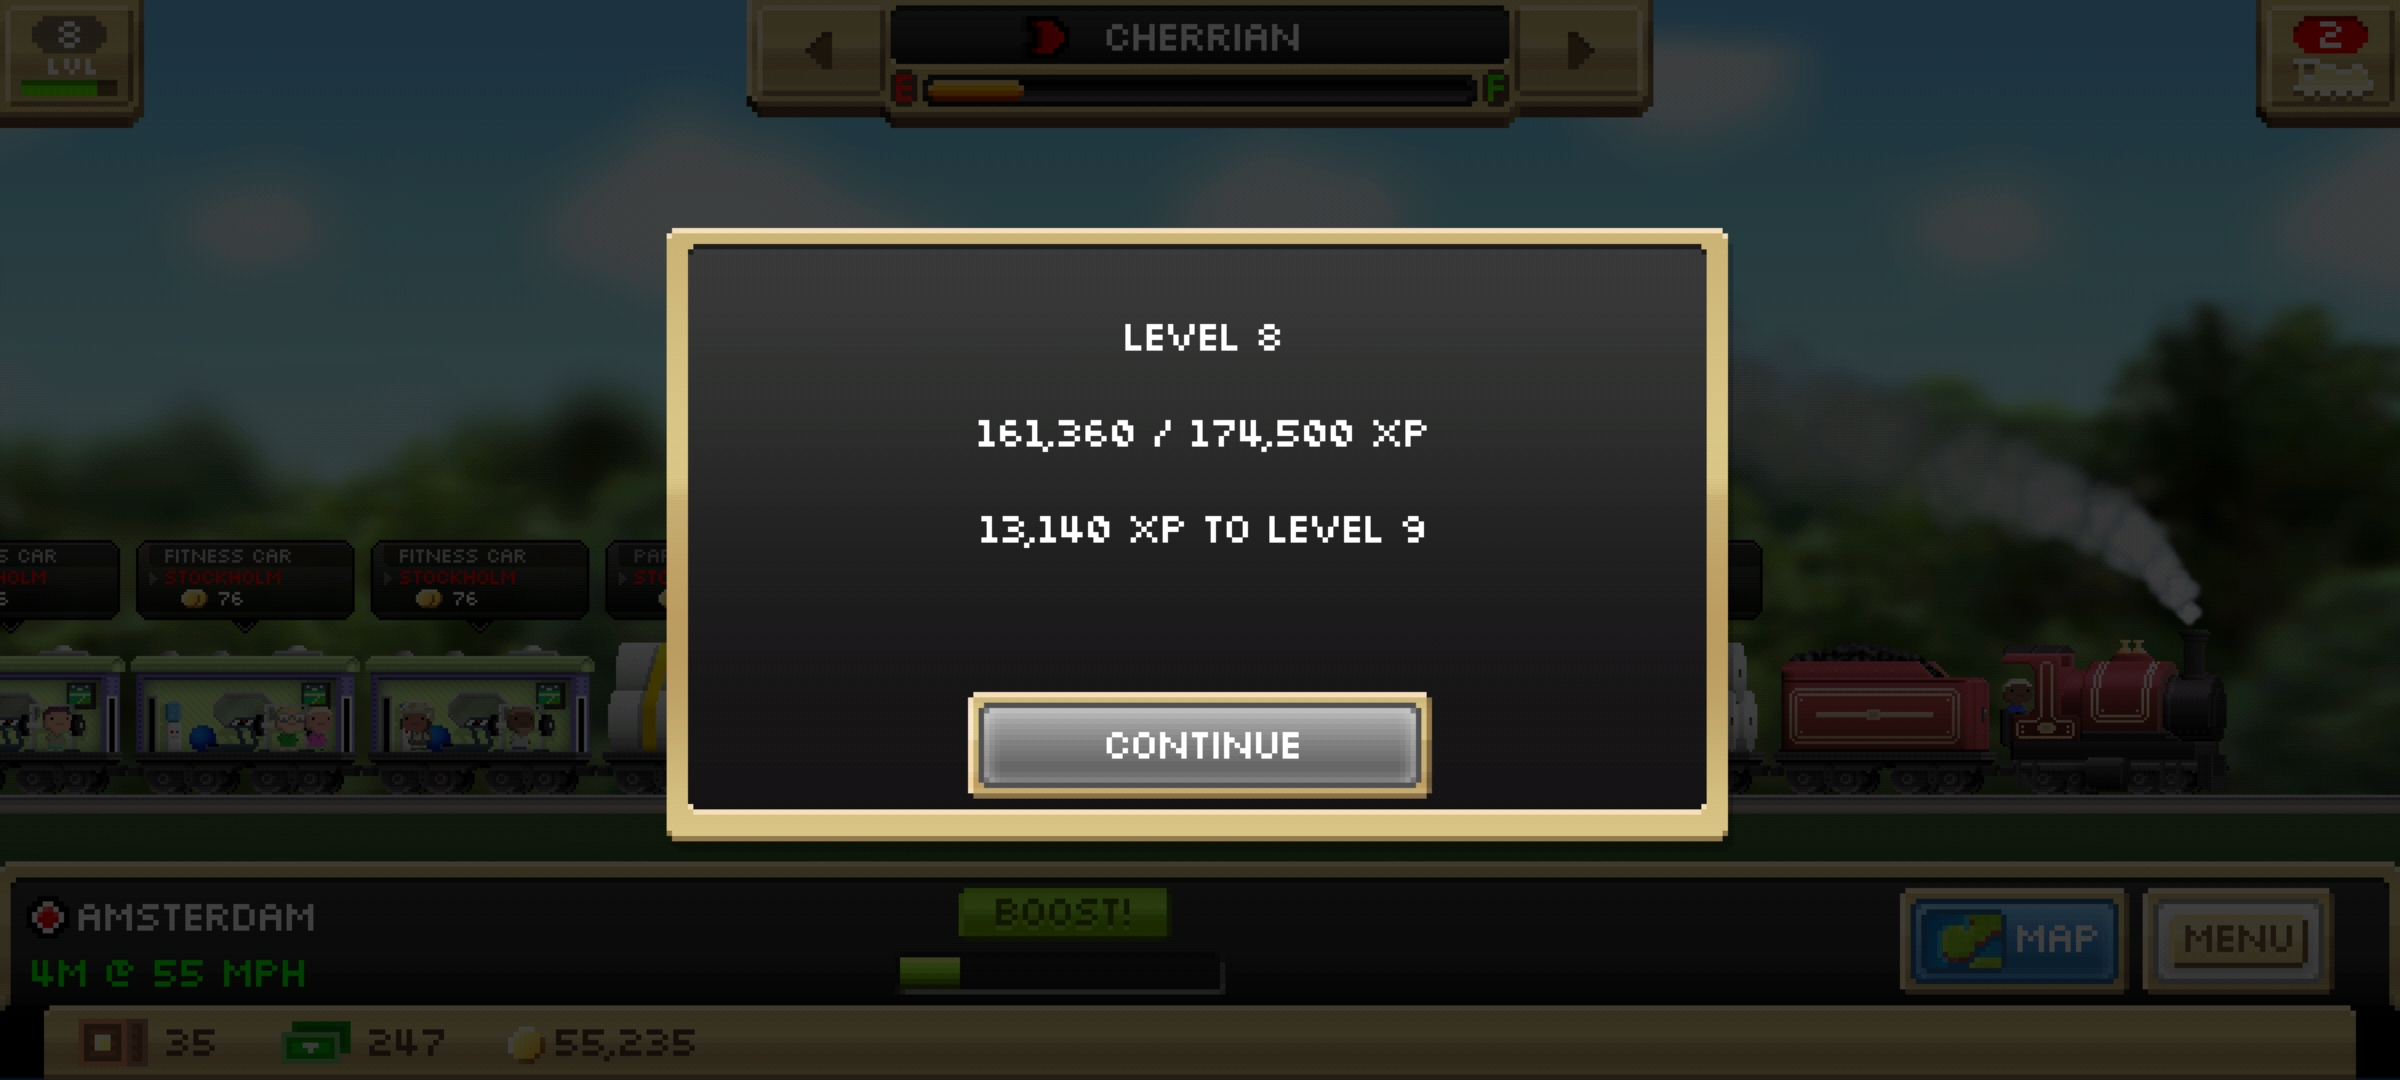 8
LVL
CHERRIAN
E
F
2
LEVEL 8
161,360 / 174,500 XP
13,140 XP TO LEVEL 9
CONTINUE
CAR
FITNESS CAR
STOCKHOLM
76
FITNESS CAR
STOCKHOLM
76
AMSTERDAM
4M @ 55 MPH
BOOST!
MAP
MENU
35
247
55,235